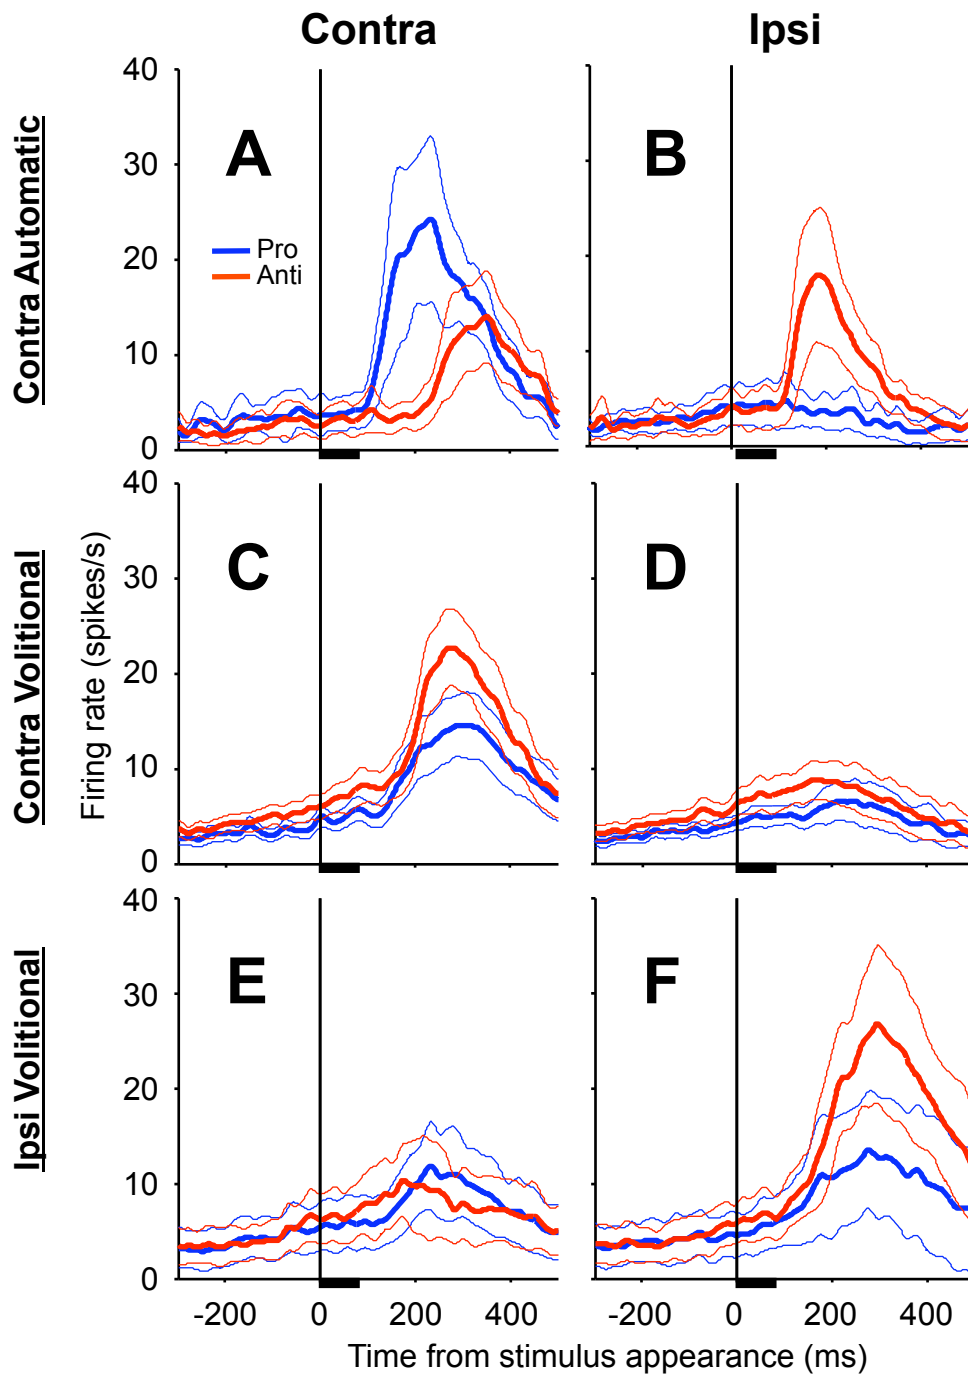 Contra Ipsi
Contra Automatic
40
30
20
10
0
A
Pro
Anti
B
Contra Volitional
Firing rate (spikes/s)
40
30
20
10
0
C
D
Ipsi Volitional
40
30
20
10
0
E
F
-200 0 200 400 -200 0 200 400
Time from stimulus appearance (ms)